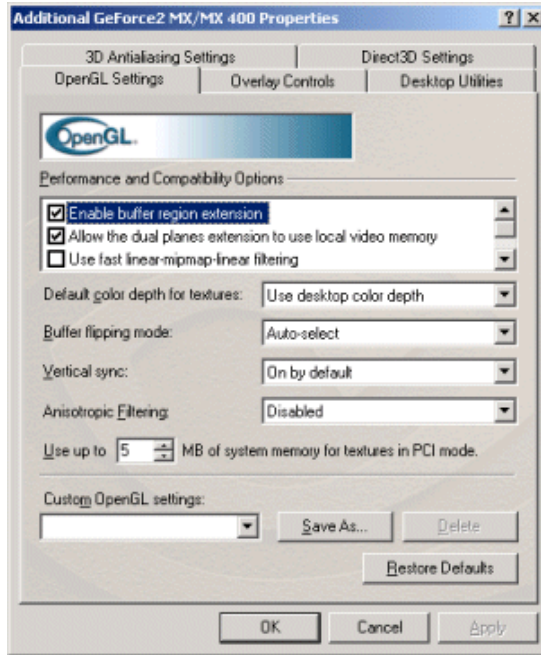 Additional GeForce2 MX/MX 400 Properties
3D Antialiasing Settings
Direct3D Settings
OpenGL Settings
Overlay Controls
Desktop Utilities
OpenGL.
Performance and Compatibility Options
Enable buffer region extension
Allow the dual planes extension to use local video memory
Use fast linear-mipmap-linear filtering
Default color depth for textures: Use desktop color depth
Buffer flipping mode: Auto-select
Vertical sync: On by default
Anisotropic Filtering: Disabled
Use up to 5 MB of system memory for textures in PCI mode.
Custom OpenGL settings:
Save As... Delete
Restore Defaults
OK Cancel Apply